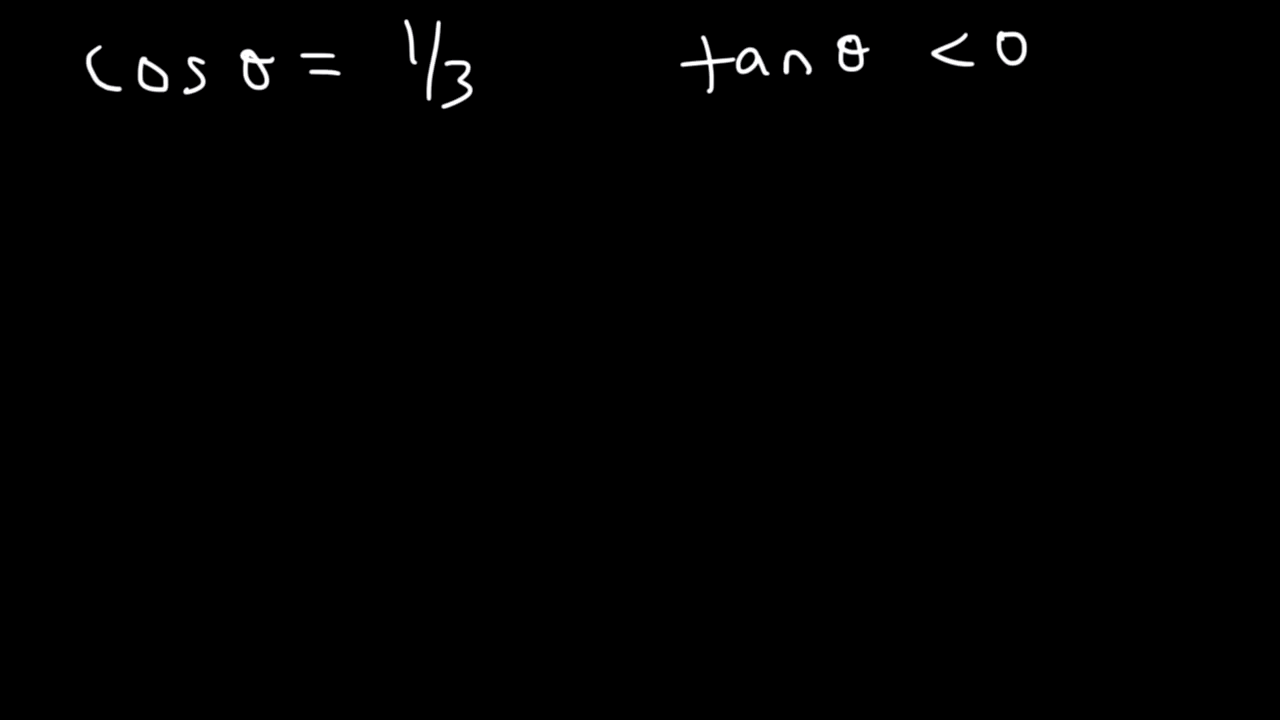 cos θ = 1/3 tan θ < 0